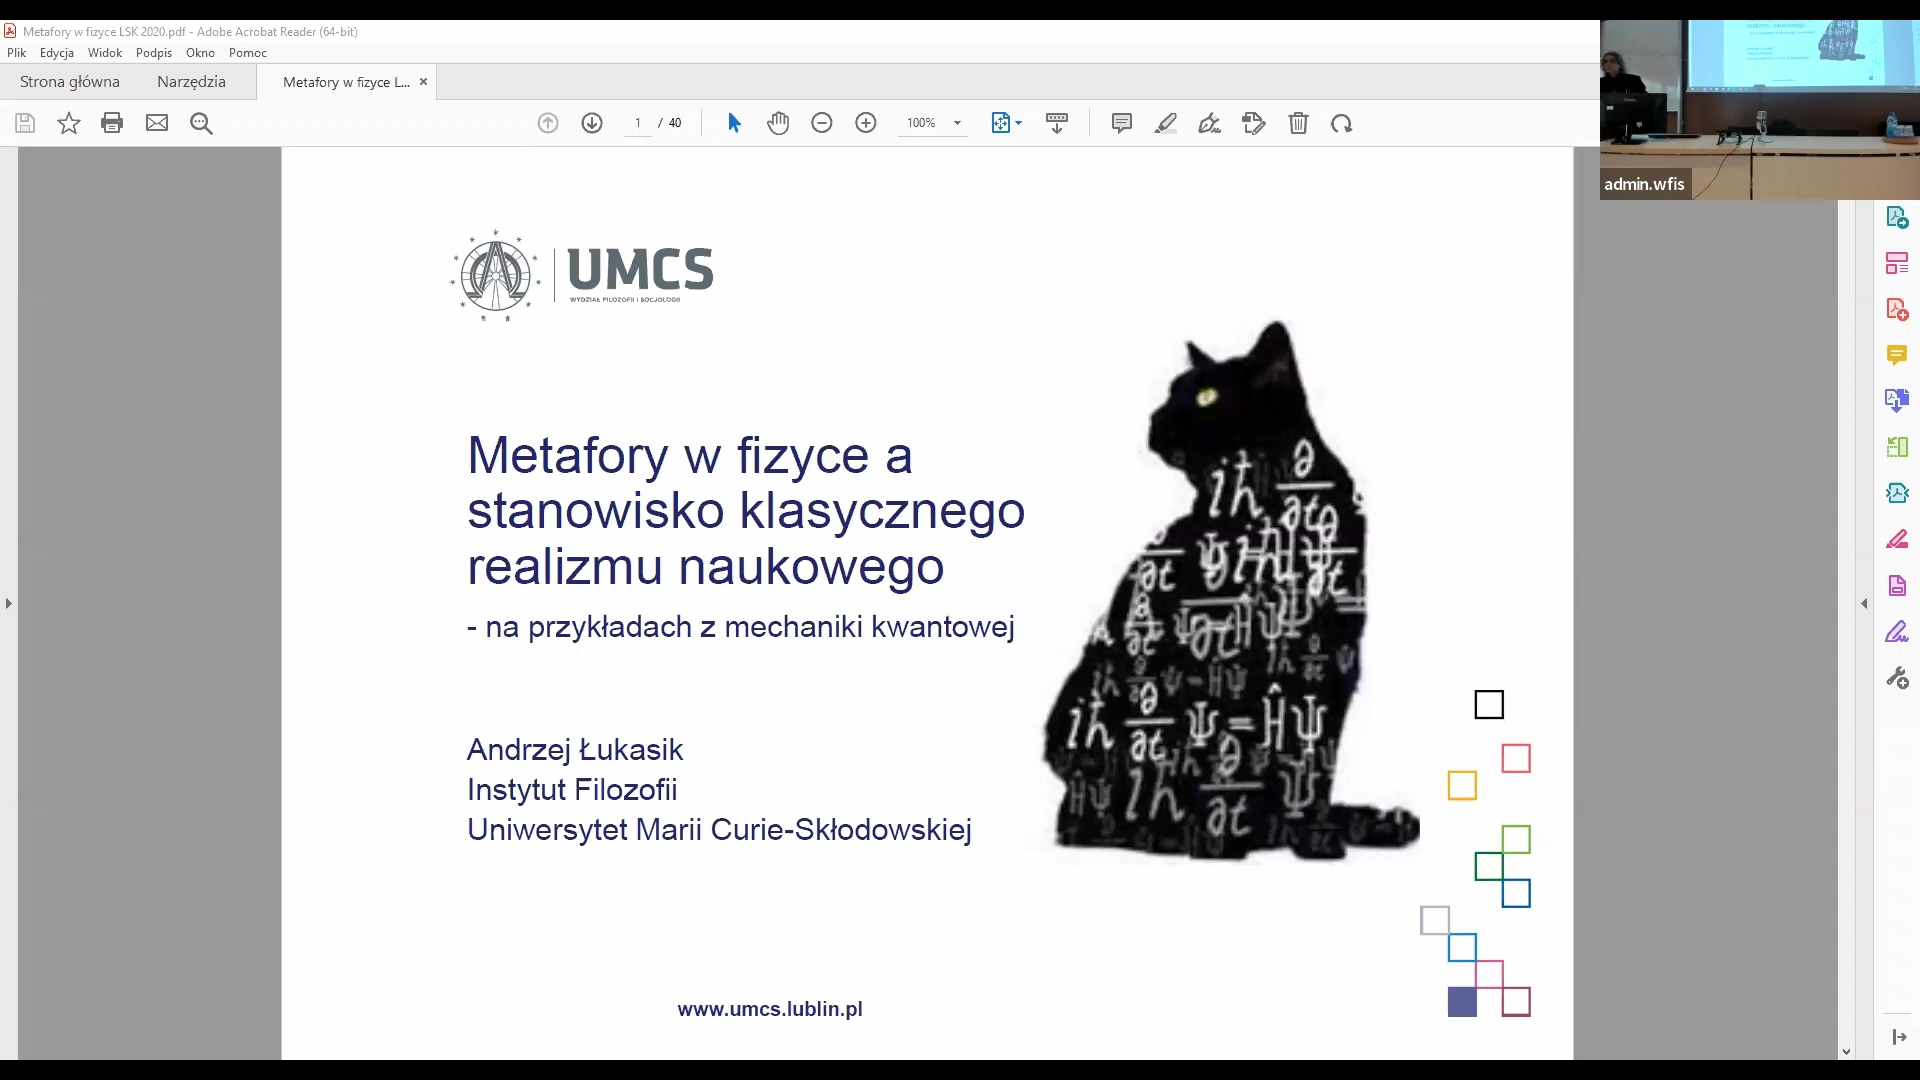 Metafory w fizyce LSK 2020.pdf - Adobe Acrobat Reader (64-bit)
Plik Edycja Widok Podpis Okno Pomoc
Strona główna Narzędzia Metafory w fizyce L... ×
1 / 40 100%
admin.wfis
UMCS
WYDZIAŁ FILOZOFII I SOCJOLOGII
Metafory w fizyce a
stanowisko klasycznego
realizmu naukowego
- na przykładach z mechaniki kwantowej
iħ ∂/∂t Ψ = ĤΨ
Andrzej Łukasik
Instytut Filozofii
Uniwersytet Marii Curie-Skłodowskiej
www.umcs.lublin.pl